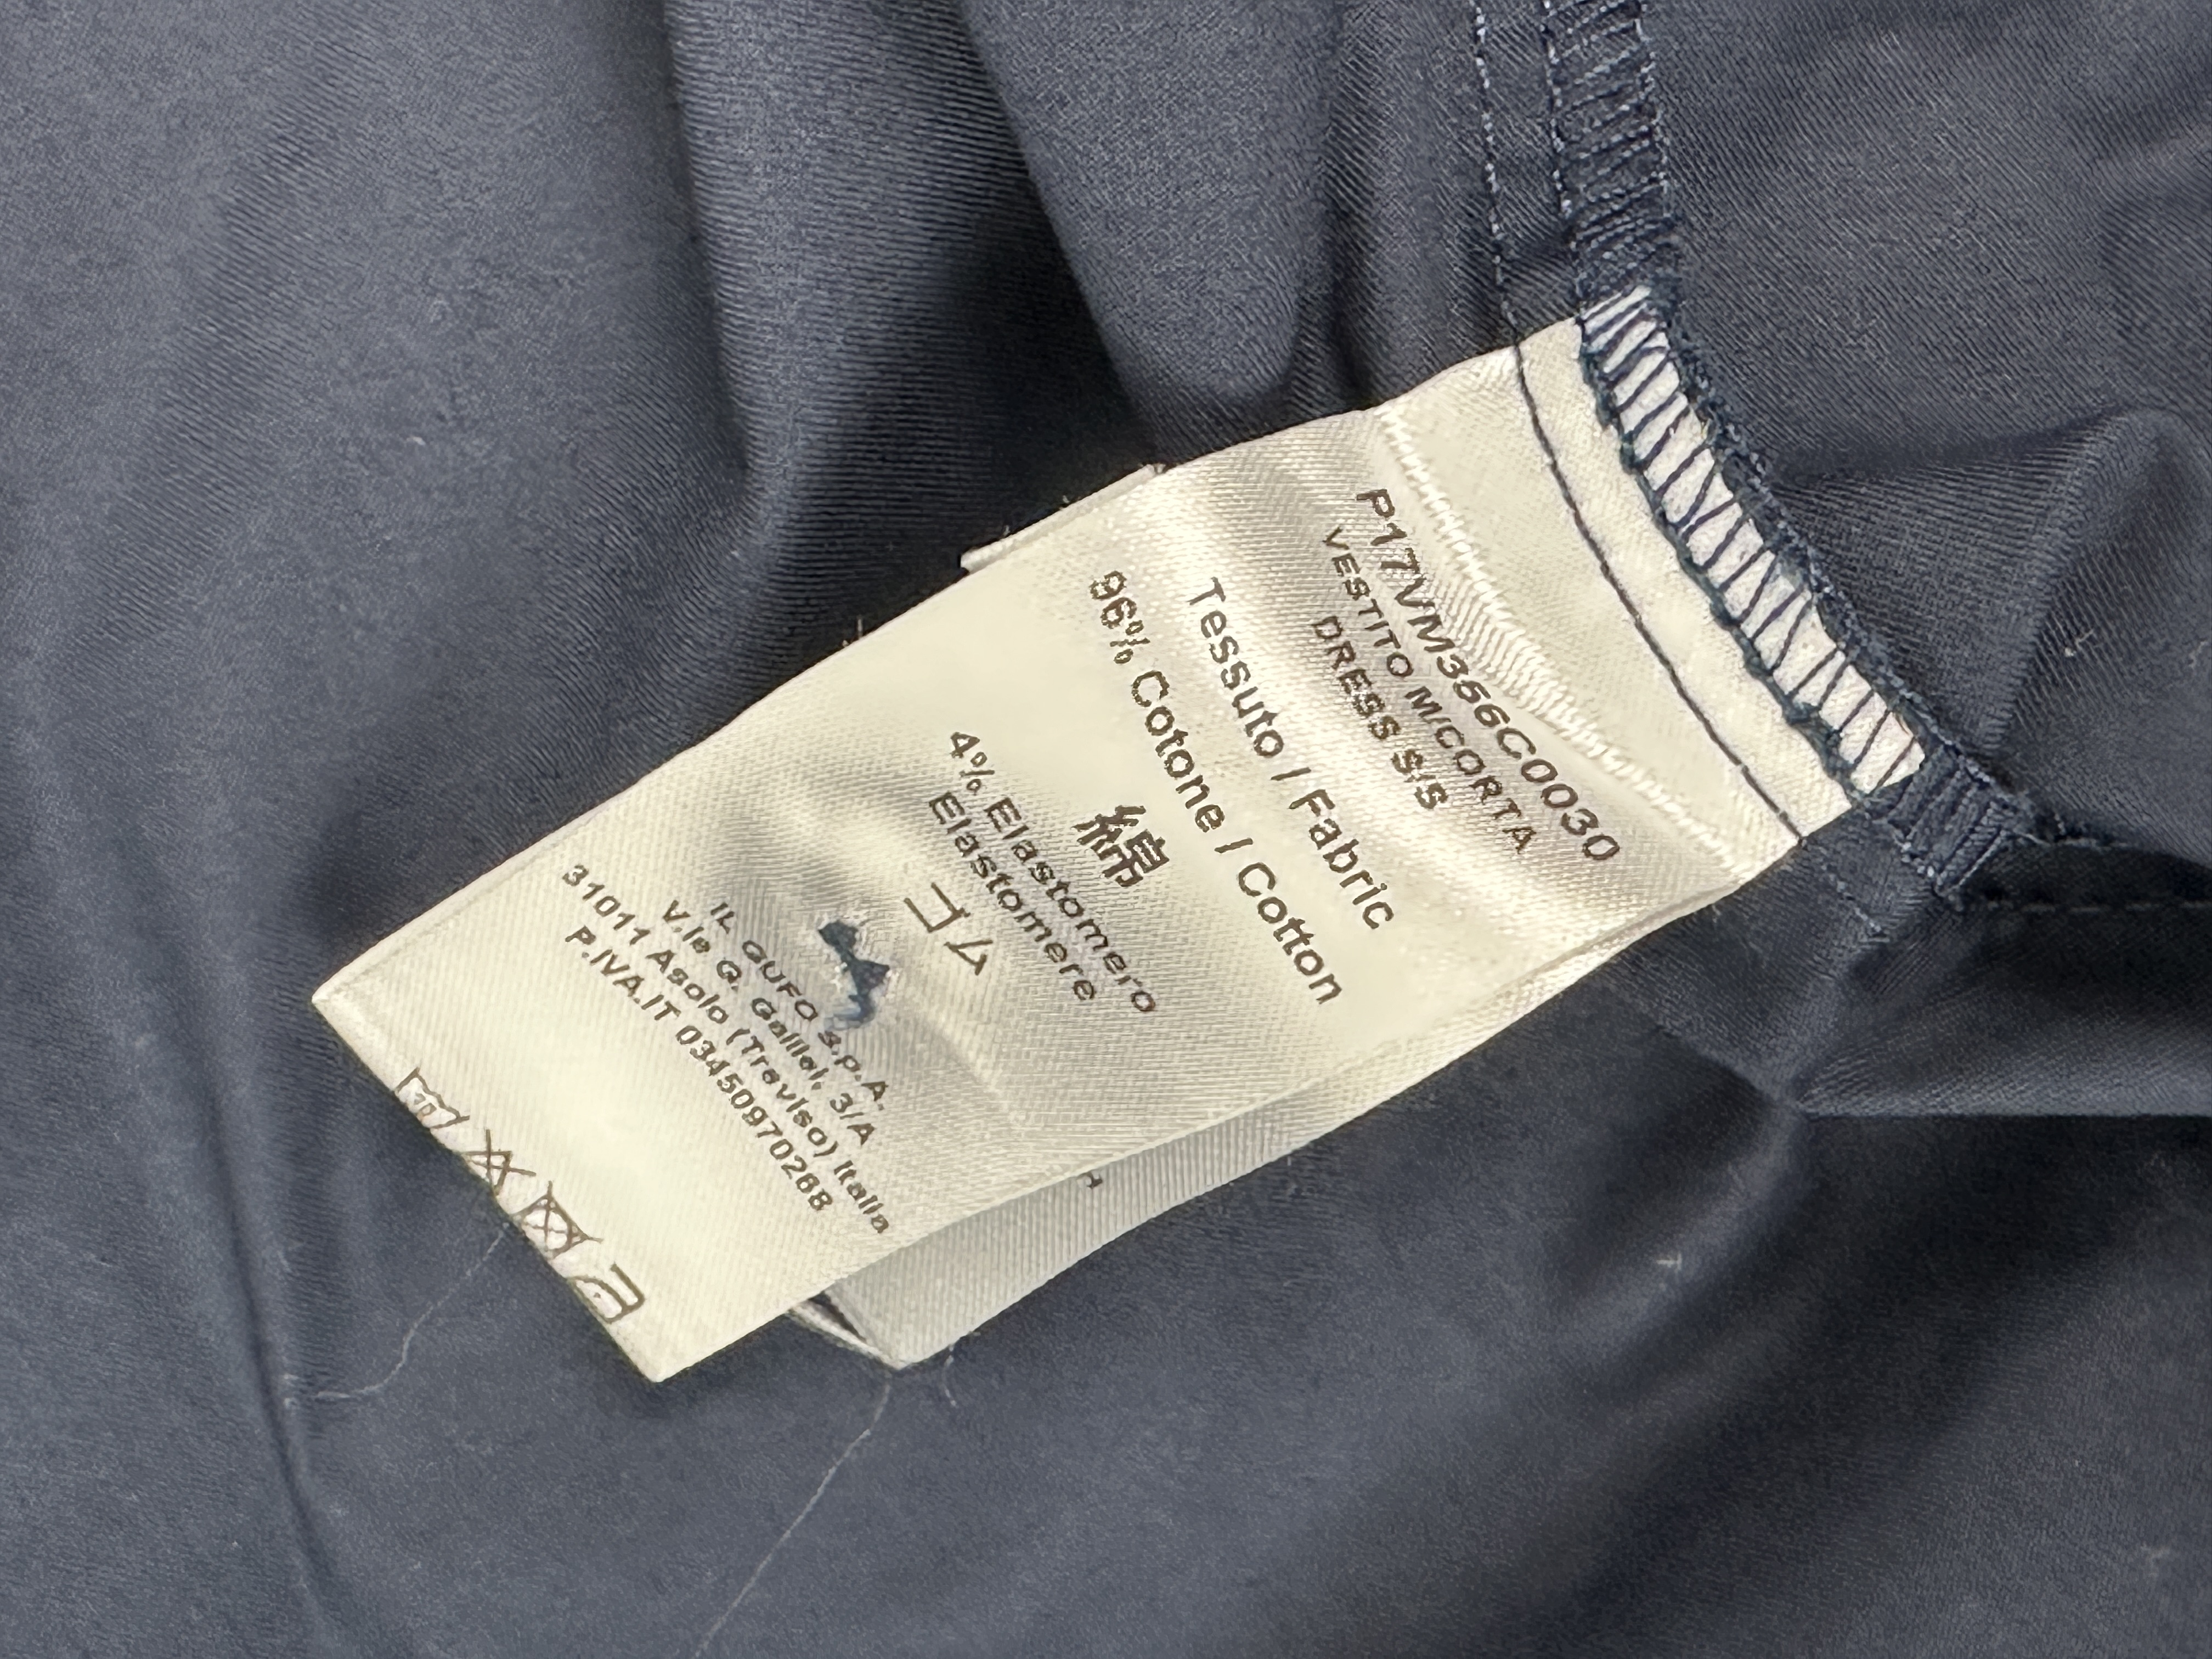 P17VM356C0030
VESTITO M/CORTA
DRESS S/S
Tessuto / Fabric
96% Cotone / Cotton
綿
4% Elastomero
Elastomere
ゴム
IL GUFO S.P.A.
V.le G. Galilei, 3/A
31011 Asolo (Treviso) Italia
P.IVA.IT 03450970268